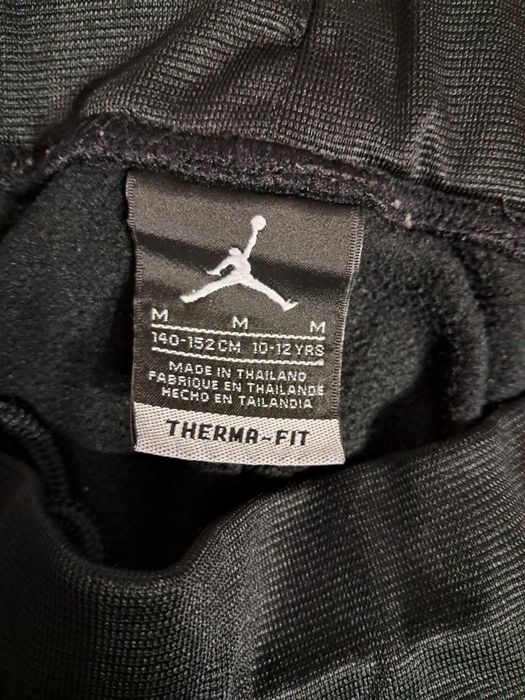 M M M
140-152CM 10-12 YRS
MADE IN THAILAND
FABRIQUE EN THAILANDE
HECHO EN TAILANDIA
THERMA-FIT